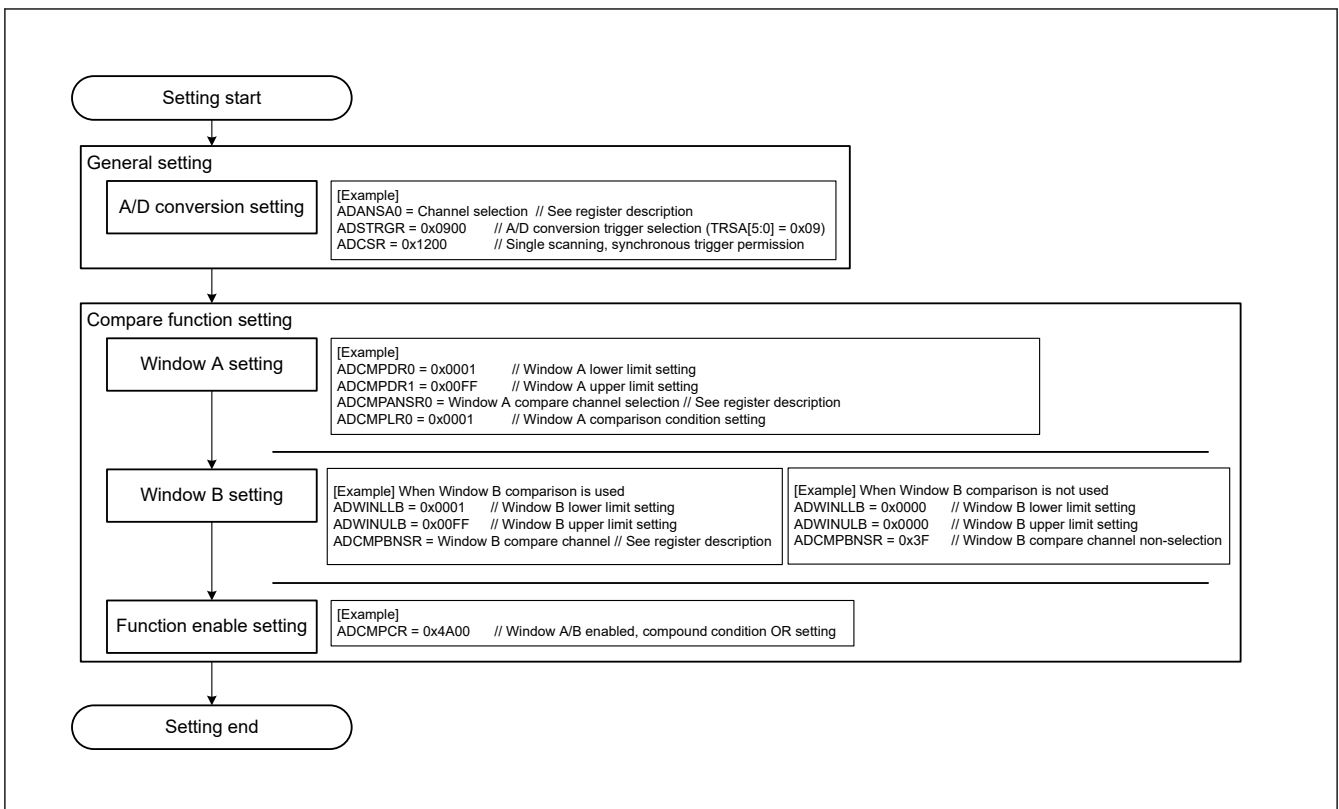 Setting start
General setting
A/D conversion setting
[Example]
ADANSA0 = Channel selection // See register description
ADSTRGR = 0x0900 // A/D conversion trigger selection (TRSA[5:0] = 0x09)
ADCSR = 0x1200 // Single scanning, synchronous trigger permission
Compare function setting
Window A setting
[Example]
ADCMPDR0 = 0x0001 // Window A lower limit setting
ADCMPDR1 = 0x00FF // Window A upper limit setting
ADCMPANSR0 = Window A compare channel selection // See register description
ADCMPLR0 = 0x0001 // Window A comparison condition setting
Window B setting
[Example] When Window B comparison is used
ADWINLLB = 0x0001 // Window B lower limit setting
ADWINULB = 0x00FF // Window B upper limit setting
ADCMPBNSR = Window B compare channel // See register description
[Example] When Window B comparison is not used
ADWINLLB = 0x0000 // Window B lower limit setting
ADWINULB = 0x0000 // Window B upper limit setting
ADCMPBNSR = 0x3F // Window B compare channel non-selection
Function enable setting
[Example]
ADCMPCR = 0x4A00 // Window A/B enabled, compound condition OR setting
Setting end